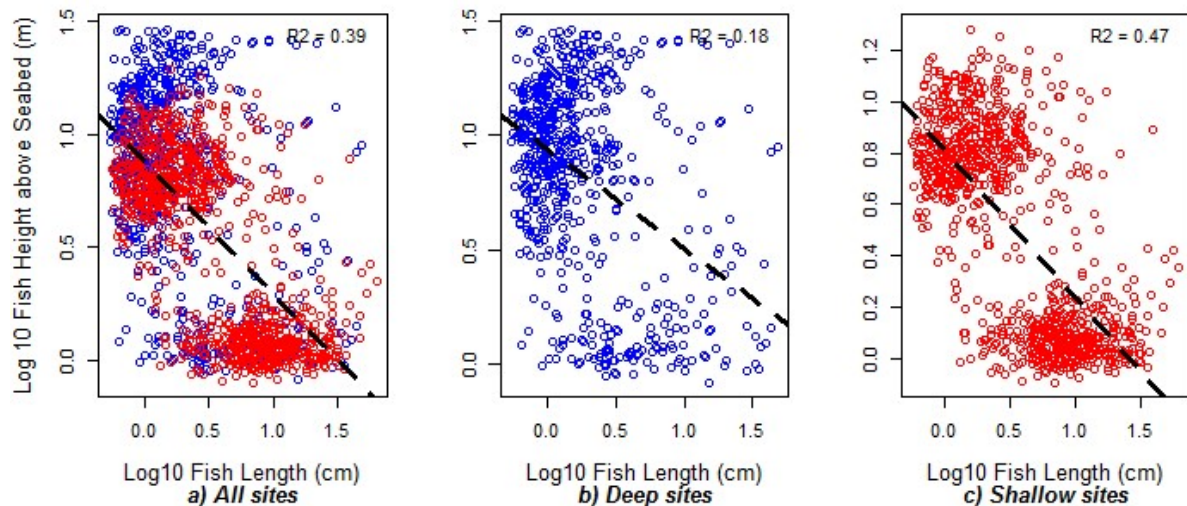 Log 10 Fish Height above Seabed (m)
0.0 0.5 1.0 1.5
R2 = 0.39
0.0 0.5 1.0 1.5
Log10 Fish Length (cm)
a) All sites
0.0 0.5 1.0 1.5
R2 = 0.18
0.0 0.5 1.0 1.5
Log10 Fish Length (cm)
b) Deep sites
0.0 0.2 0.4 0.6 0.8 1.0 1.2
R2 = 0.47
0.0 0.5 1.0 1.5
Log10 Fish Length (cm)
c) Shallow sites